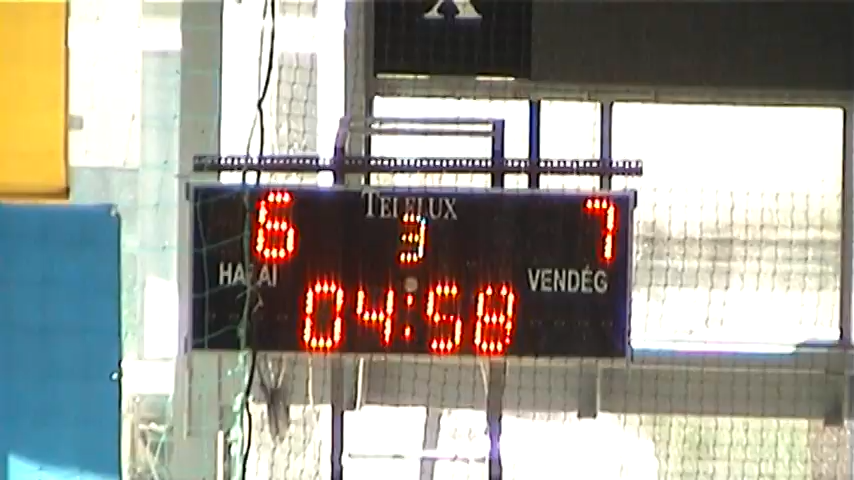 X
6 TELELUX 7
3
HAZAI VENDÉG
04:58